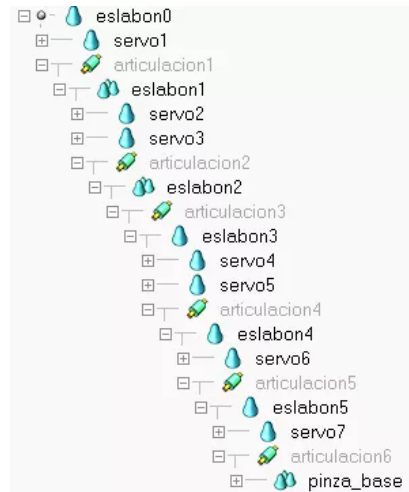 eslabon0
servo1
articulacion1
eslabon1
servo2
servo3
articulacion2
eslabon2
articulacion3
eslabon3
servo4
servo5
articulacion4
eslabon4
servo6
articulacion5
eslabon5
servo7
articulacion6
pinza_base